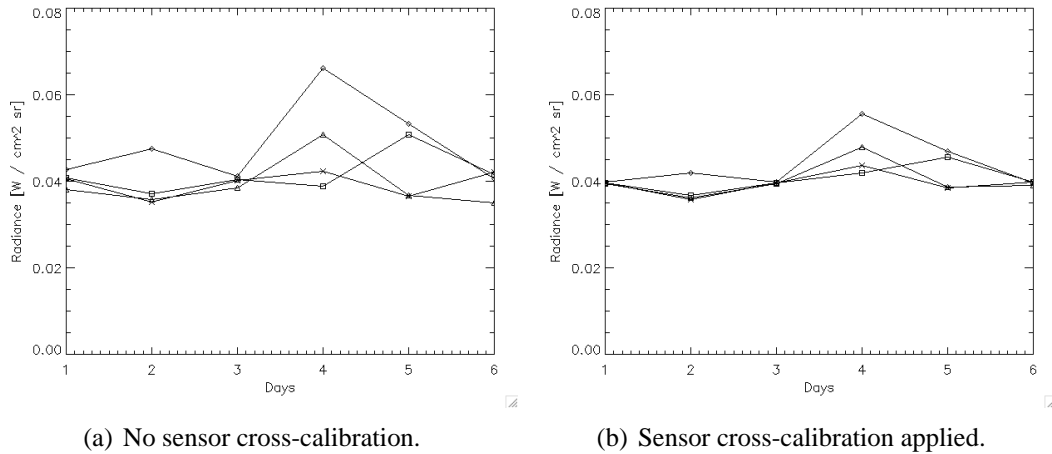 0.08
0.06
0.04
0.02
0.00
Radiance [W / cm^2 sr]
1 2 3 4 5 6
Days
(a) No sensor cross-calibration.
0.08
0.06
0.04
0.02
0.00
Radiance [W / cm^2 sr]
1 2 3 4 5 6
Days
(b) Sensor cross-calibration applied.